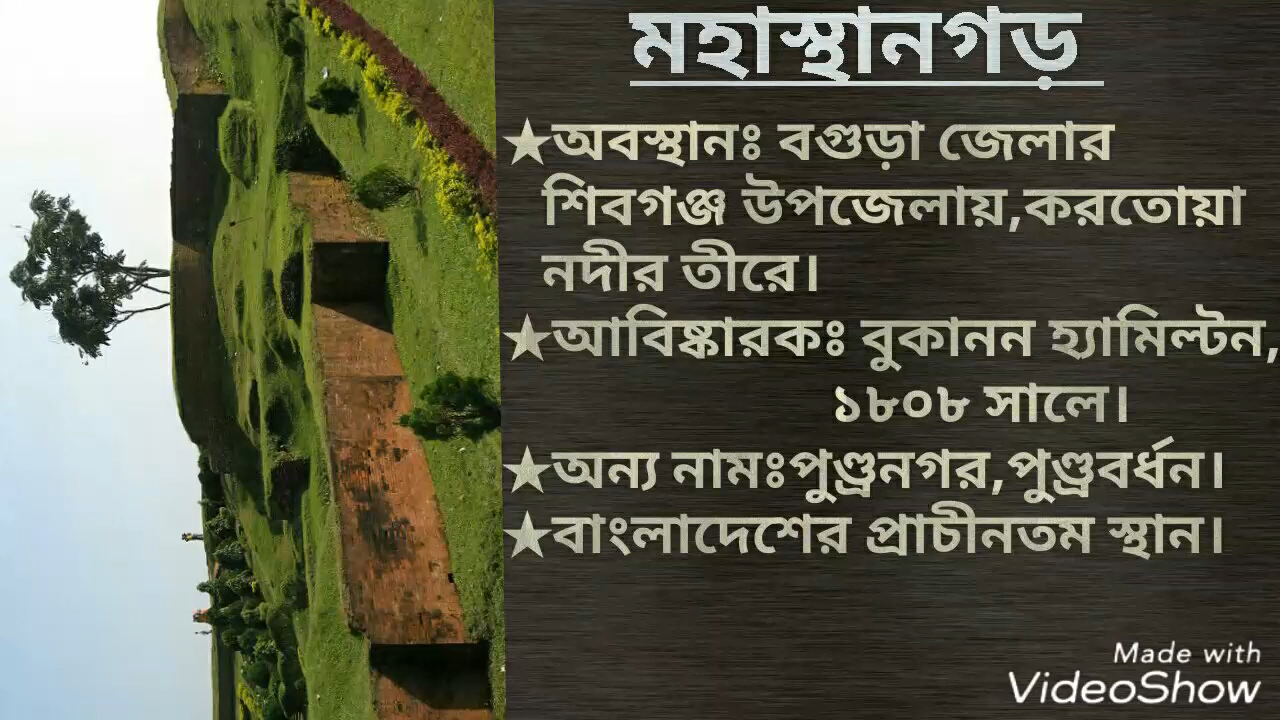 মহাস্থানগড়
★অবস্থানঃ বগুড়া জেলার
শিবগঞ্জ উপজেলায়,করতোয়া
নদীর তীরে।
★আবিষ্কারকঃ বুকানন হ্যামিল্টন,
১৮০৮ সালে।
★অন্য নামঃপুণ্ড্রনগর,পুণ্ড্রবর্ধন।
★বাংলাদেশের প্রাচীনতম স্থান।
Made with
VideoShow